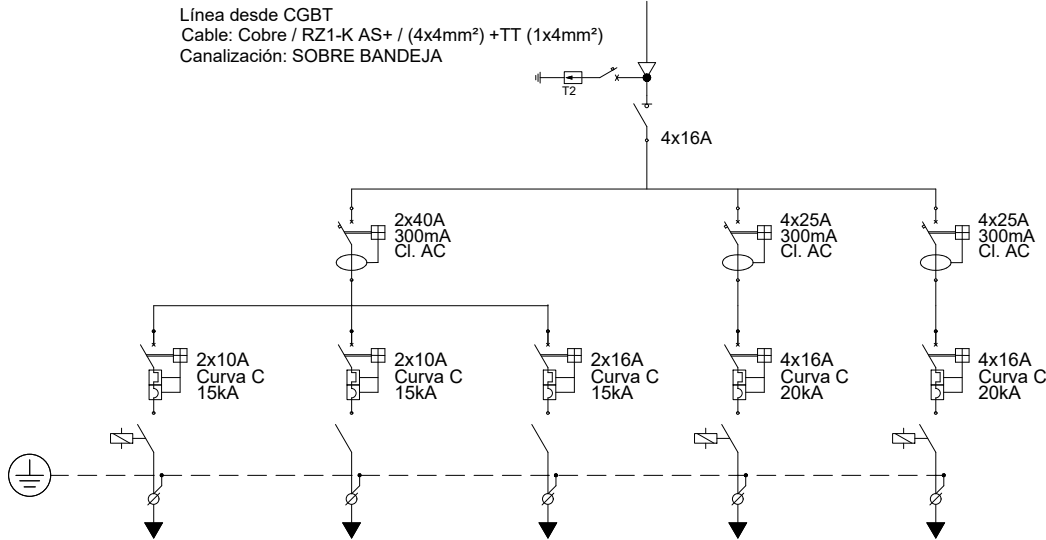 Línea desde CGBT
Cable: Cobre / RZ1-K AS+ / (4x4mm²) +TT (1x4mm²)
Canalización: SOBRE BANDEJA
T2
4x16A
2x40A
300mA
Cl. AC
4x25A
300mA
Cl. AC
4x25A
300mA
Cl. AC
2x10A
Curva C
15kA
2x10A
Curva C
15kA
2x16A
Curva C
15kA
4x16A
Curva C
20kA
4x16A
Curva C
20kA